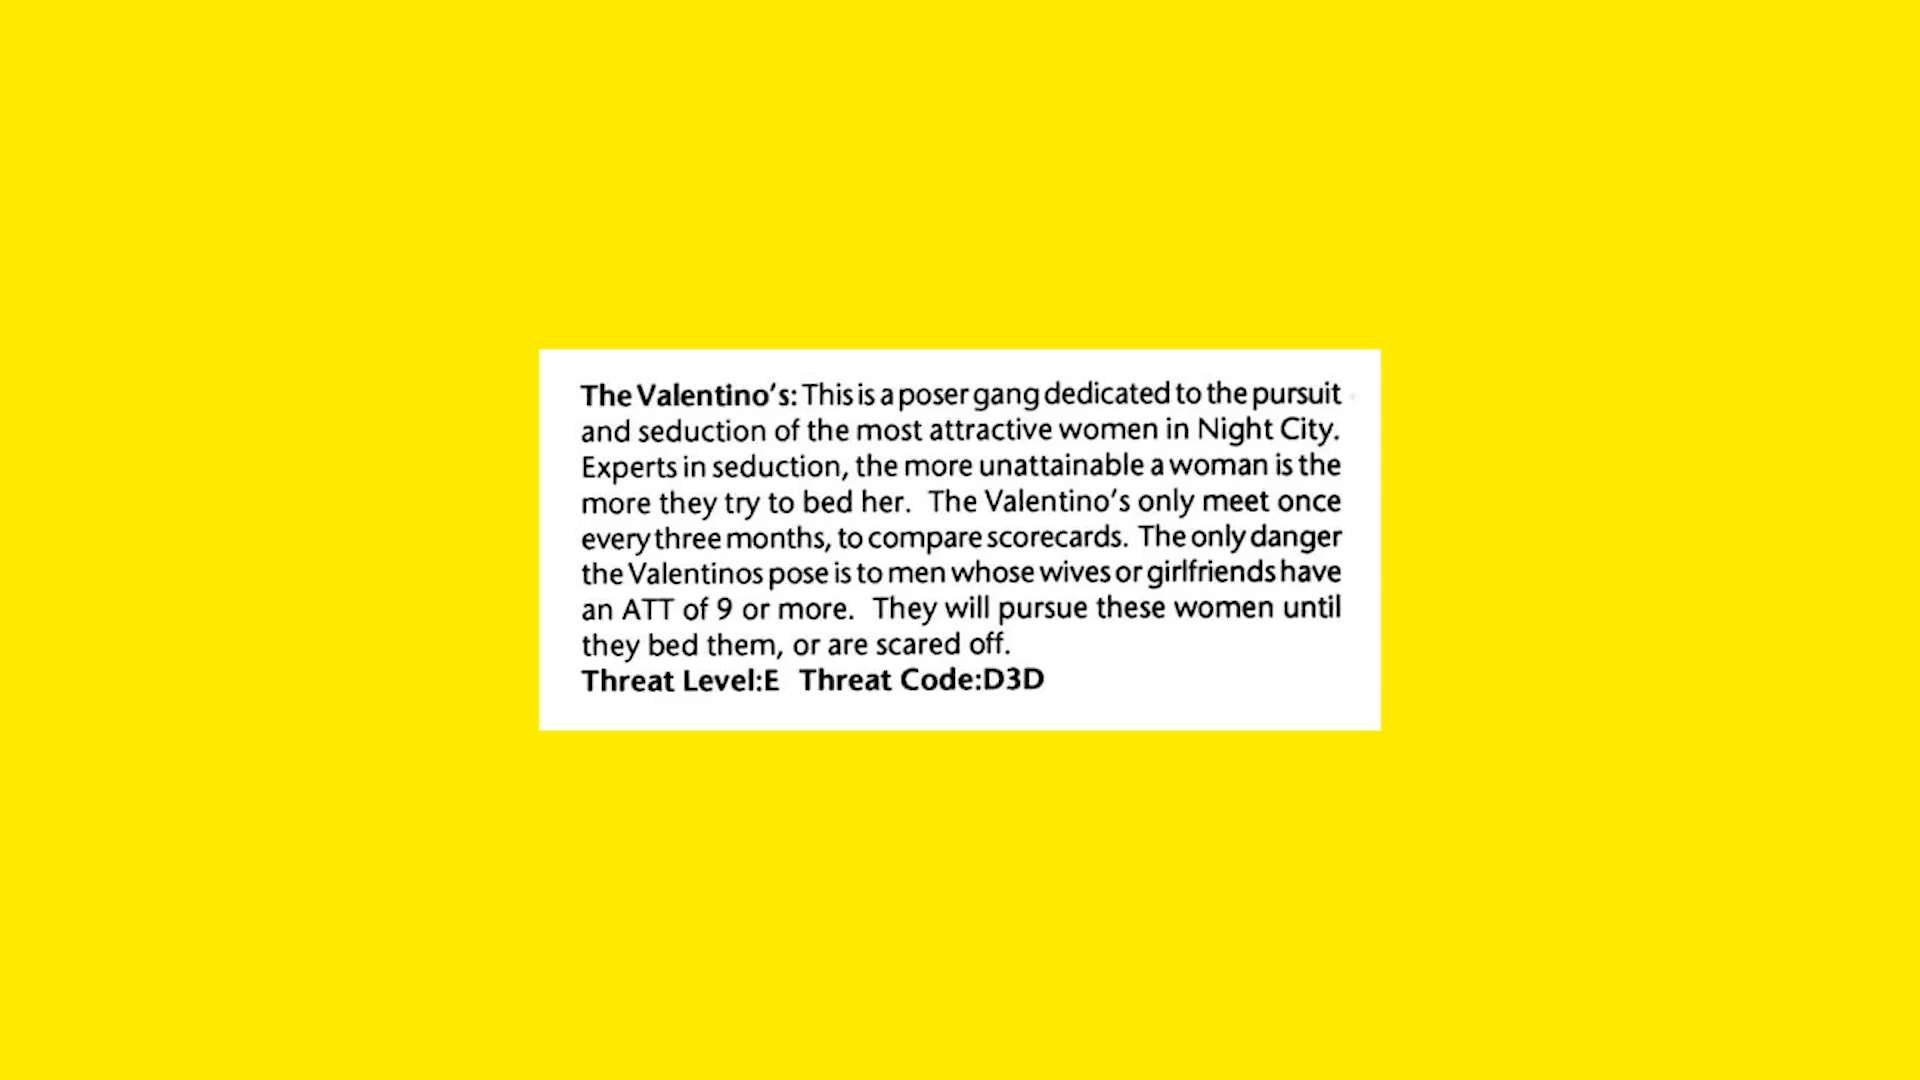 The Valentino's: This is a poser gang dedicated to the pursuit
and seduction of the most attractive women in Night City.
Experts in seduction, the more unattainable a woman is the
more they try to bed her. The Valentino's only meet once
every three months, to compare scorecards. The only danger
the Valentinos pose is to men whose wives or girlfriends have
an ATT of 9 or more. They will pursue these women until
they bed them, or are scared off.
Threat Level:E Threat Code:D3D